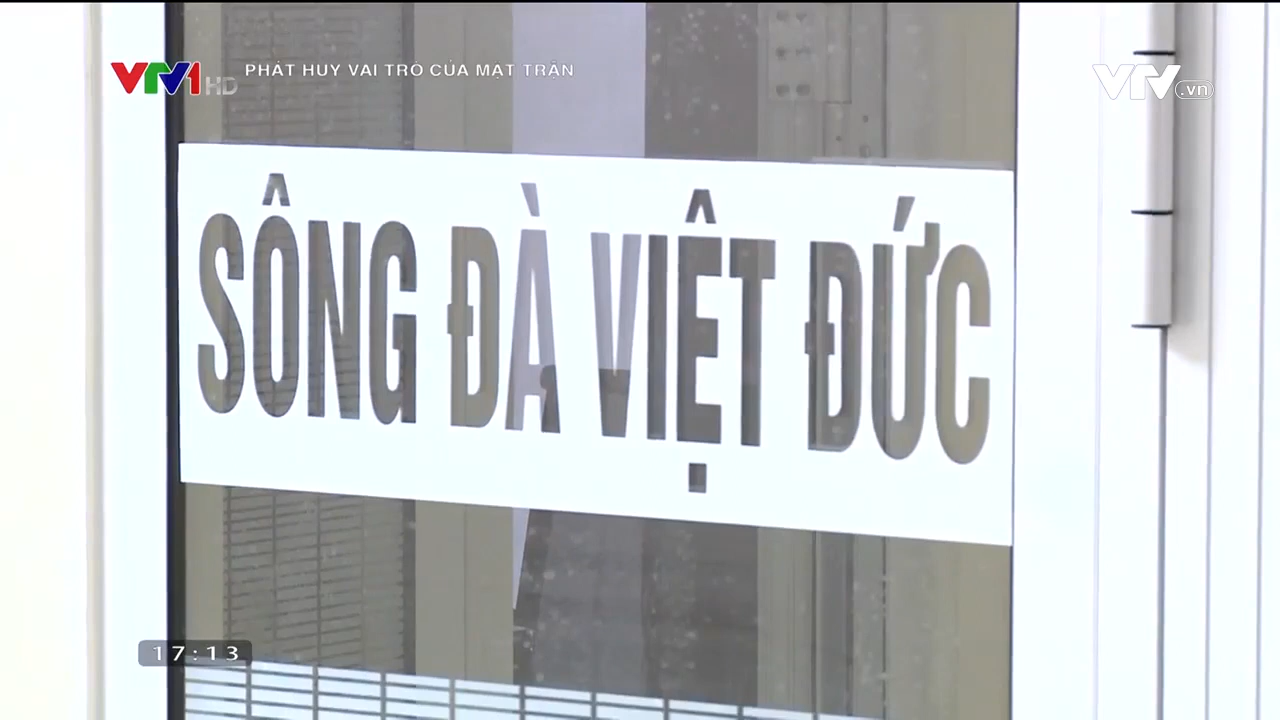 VTV1 HD
PHÁT HUY VAI TRÒ CỦA MẶT TRẬN
VTV.vn
SÔNG ĐÀ VIỆT ĐỨC
17:13